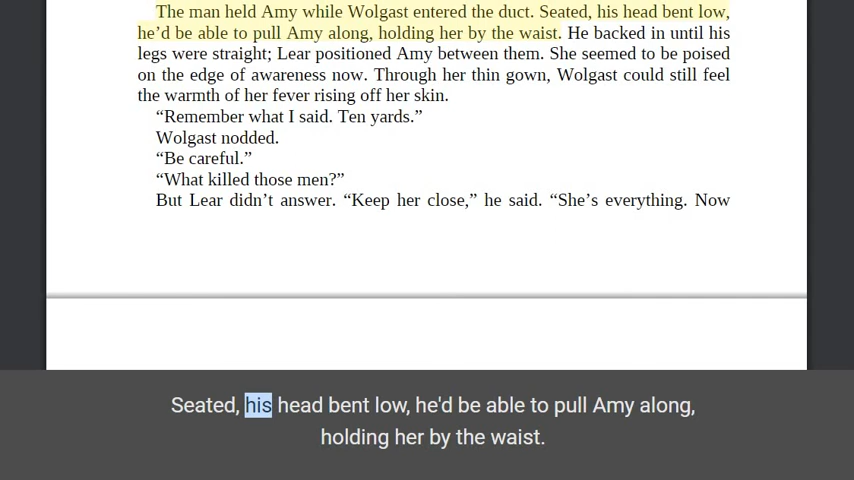 The man held Amy while Wolgast entered the duct. Seated, his head bent low,
he’d be able to pull Amy along, holding her by the waist. He backed in until his
legs were straight; Lear positioned Amy between them. She seemed to be poised
on the edge of awareness now. Through her thin gown, Wolgast could still feel
the warmth of her fever rising off her skin.
“Remember what I said. Ten yards.”
Wolgast nodded.
“Be careful.”
“What killed those men?”
But Lear didn’t answer. “Keep her close,” he said. “She’s everything. Now
Seated, his head bent low, he'd be able to pull Amy along,
holding her by the waist.